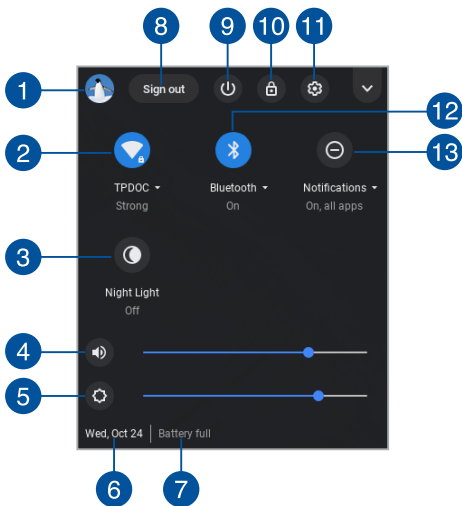 8 9 10 11
1 Sign out
12
2 13
TPDOC Bluetooth Notifications
Strong On On, all apps
3
Night Light
Off
4
5
Wed, Oct 24 Battery full
6 7